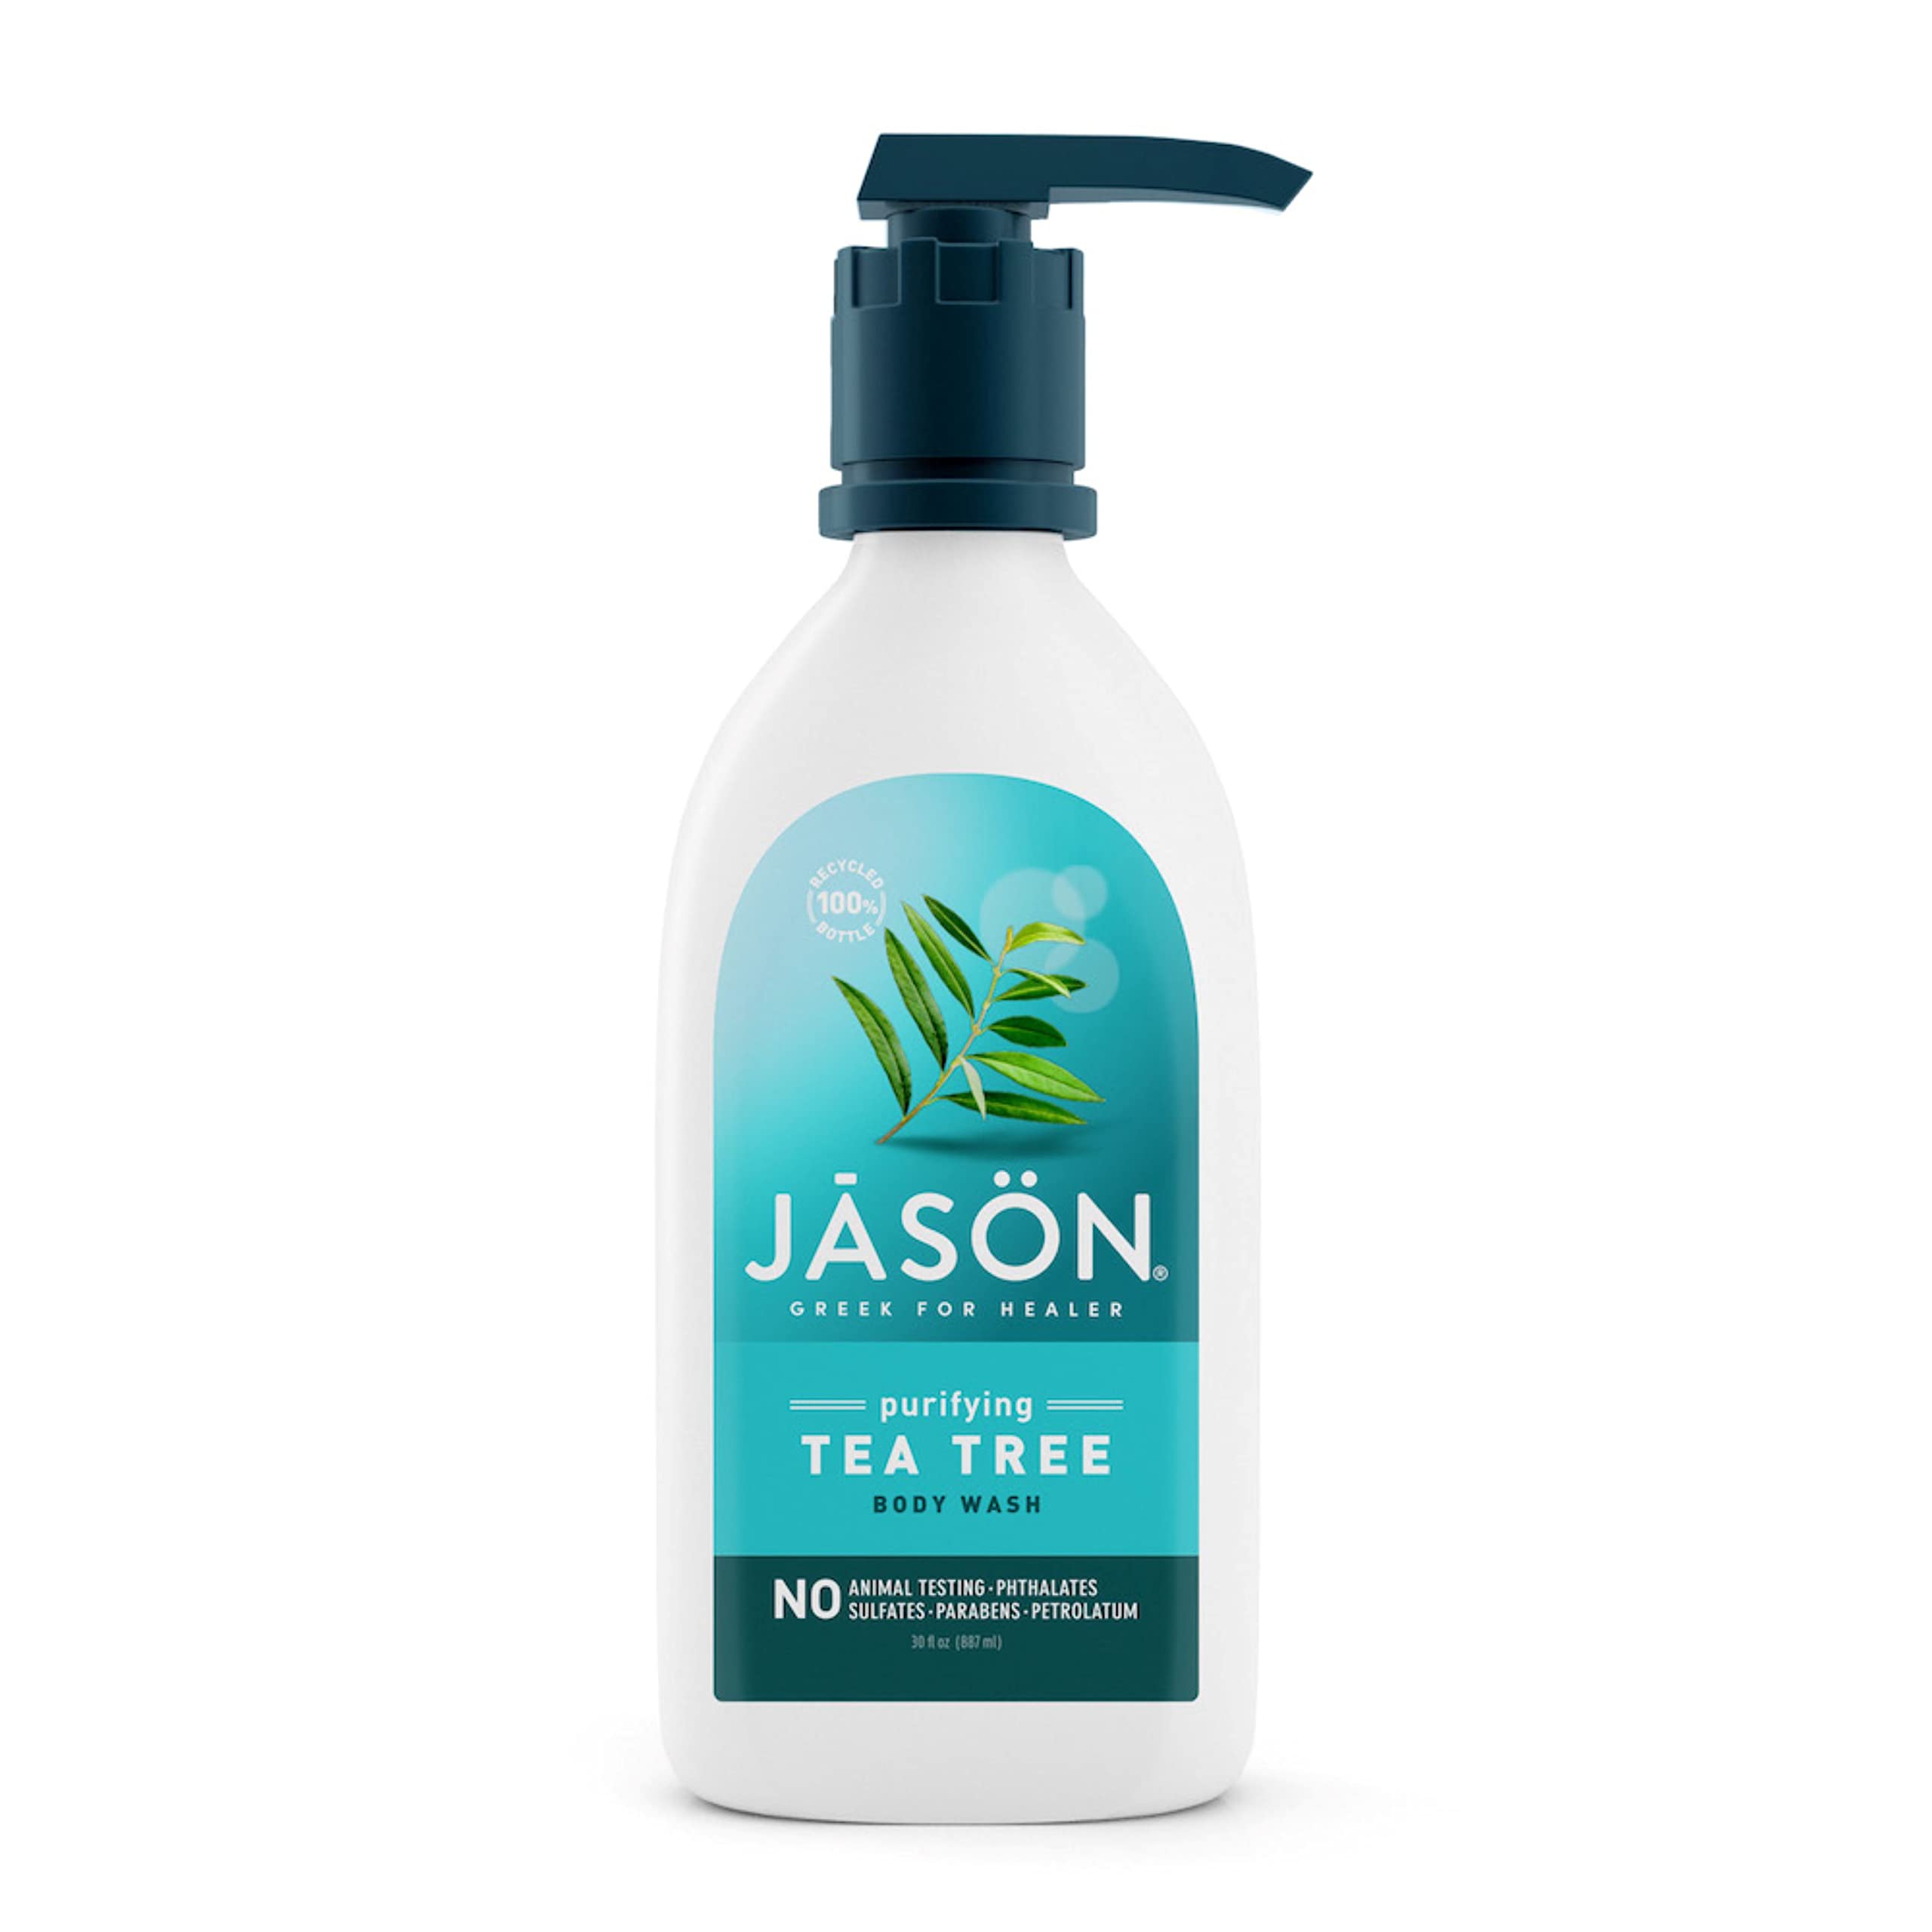 RECYCLED
100%
BOTTLE
JĀSÖN®
GREEK FOR HEALER
purifying
TEA TREE
BODY WASH
NO ANIMAL TESTING • PHTHALATES
SULFATES • PARABENS • PETROLATUM
30 fl oz (887 ml)